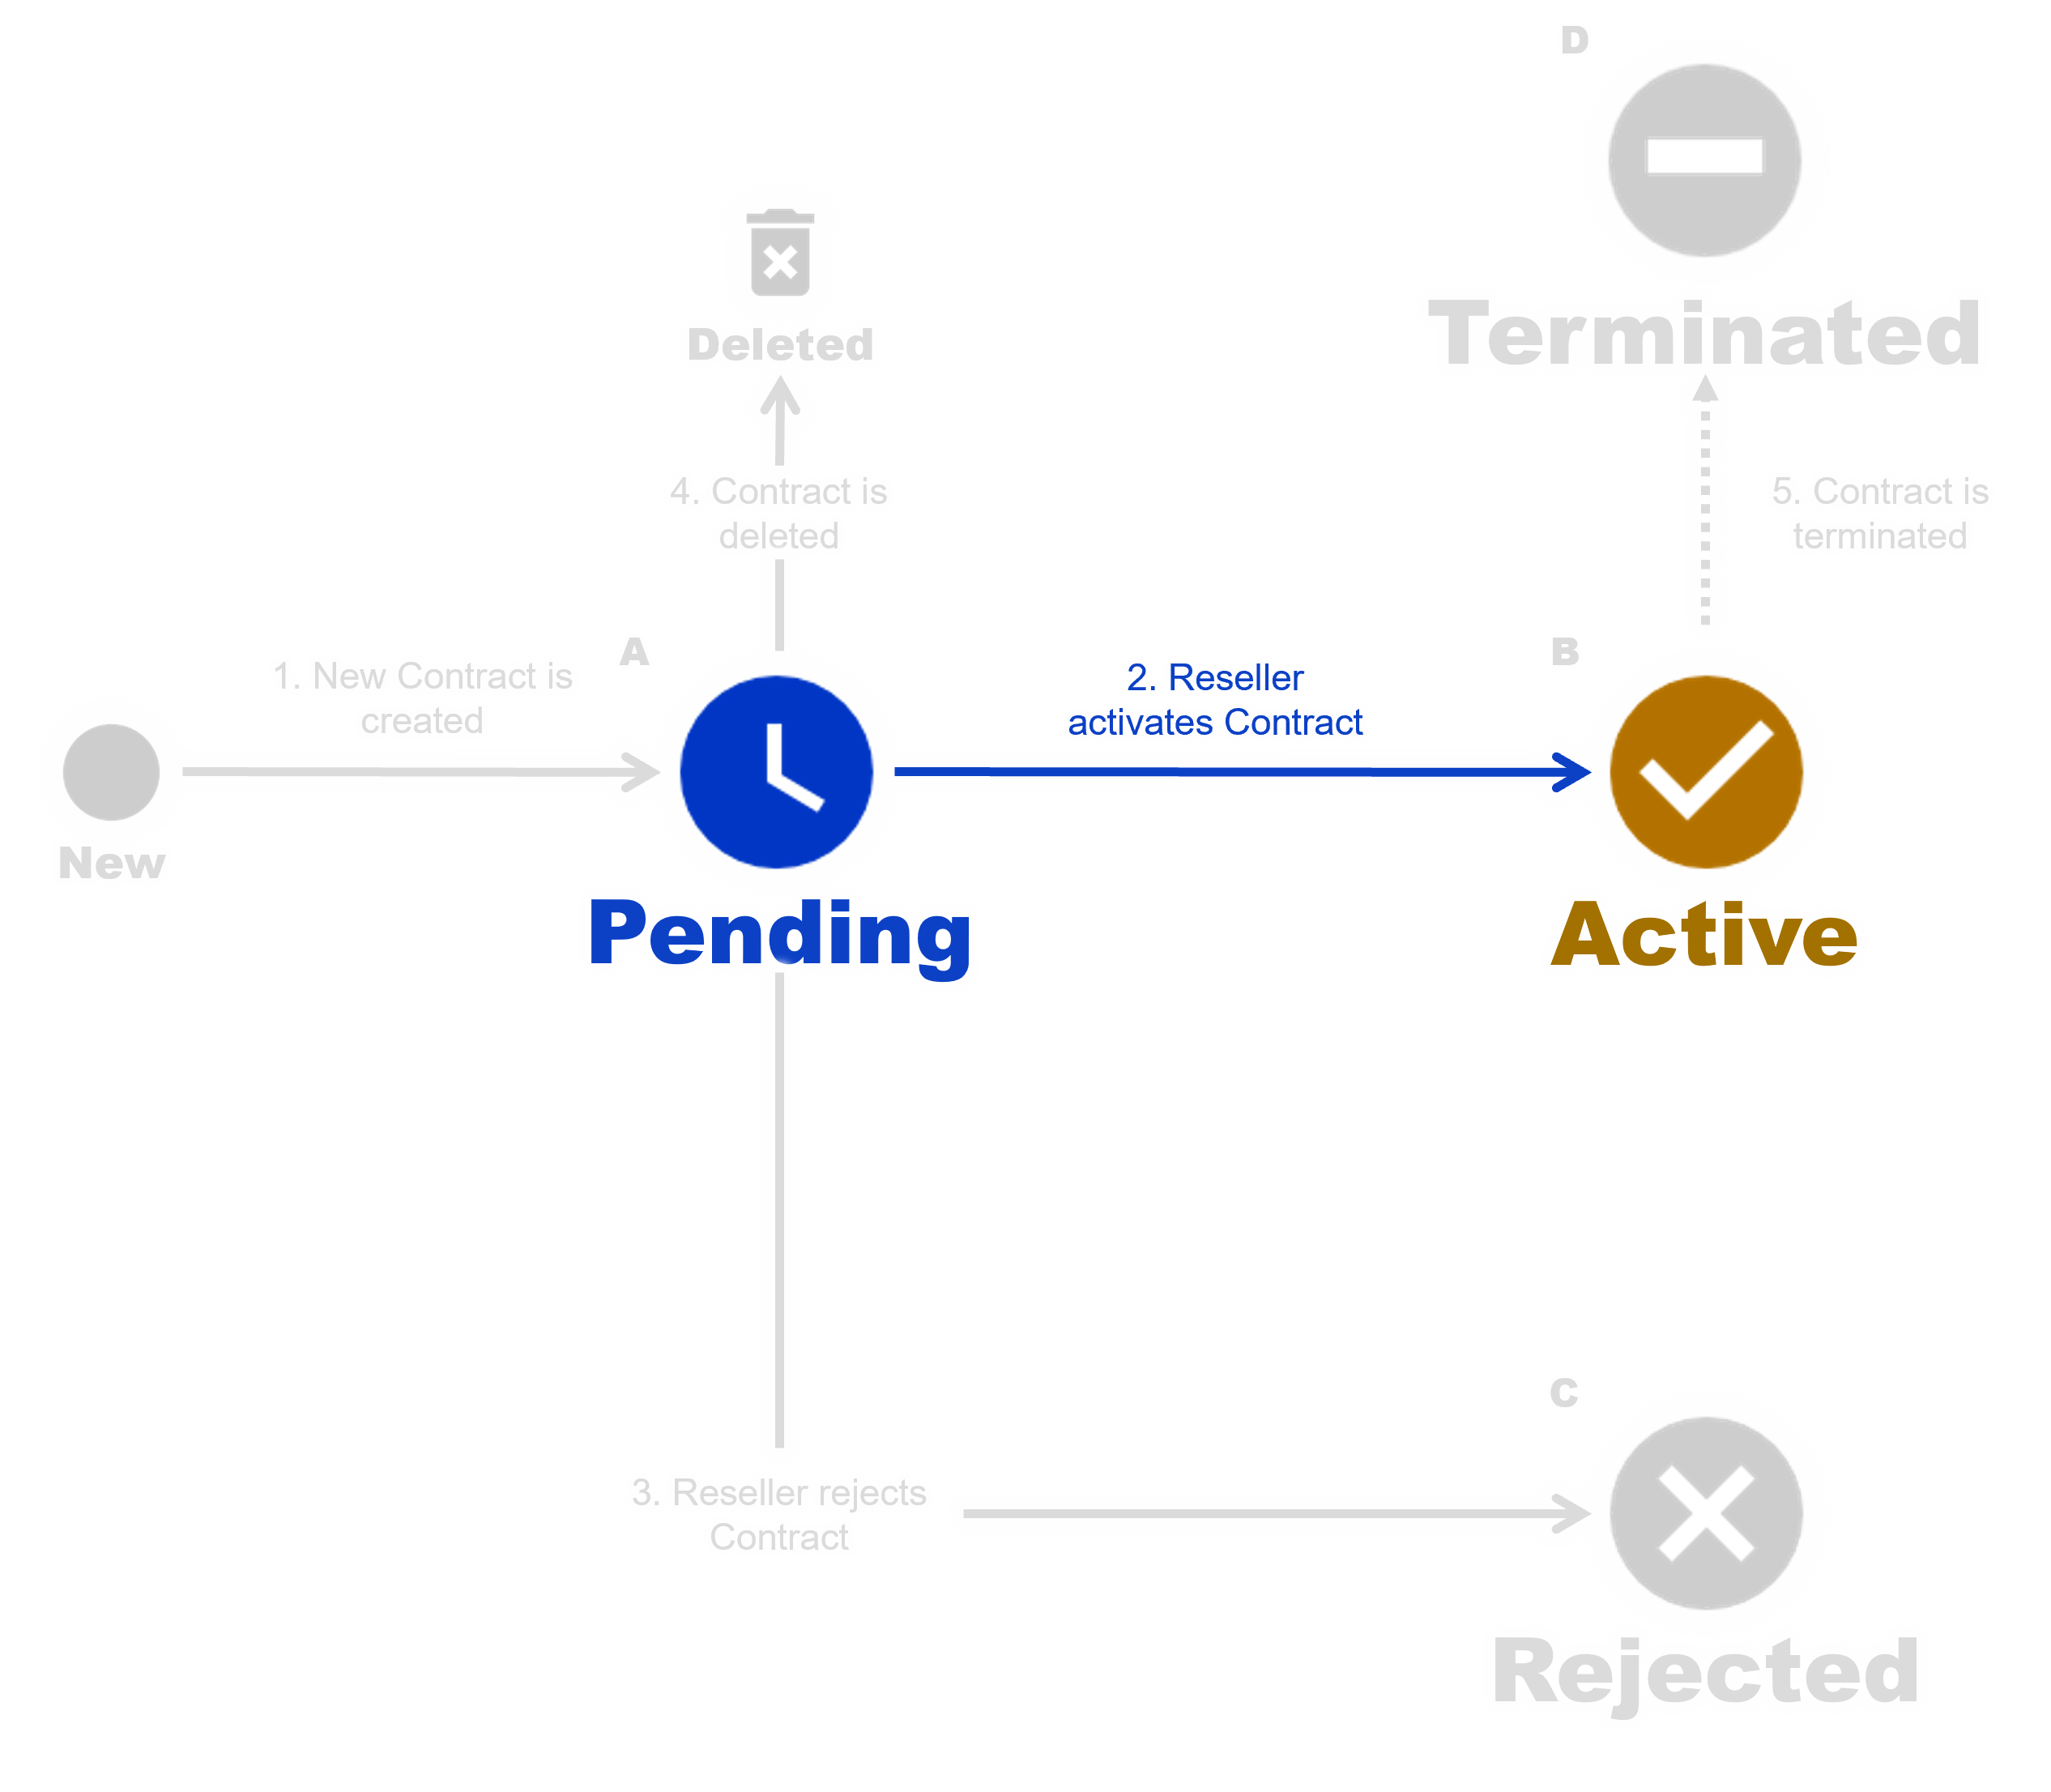 D
Terminated
Deleted
4. Contract is
deleted
5. Contract is
terminated
1. New Contract is
created
A
2. Reseller
activates Contract
B
New
Pending
Active
3. Reseller rejects
Contract
C
Rejected